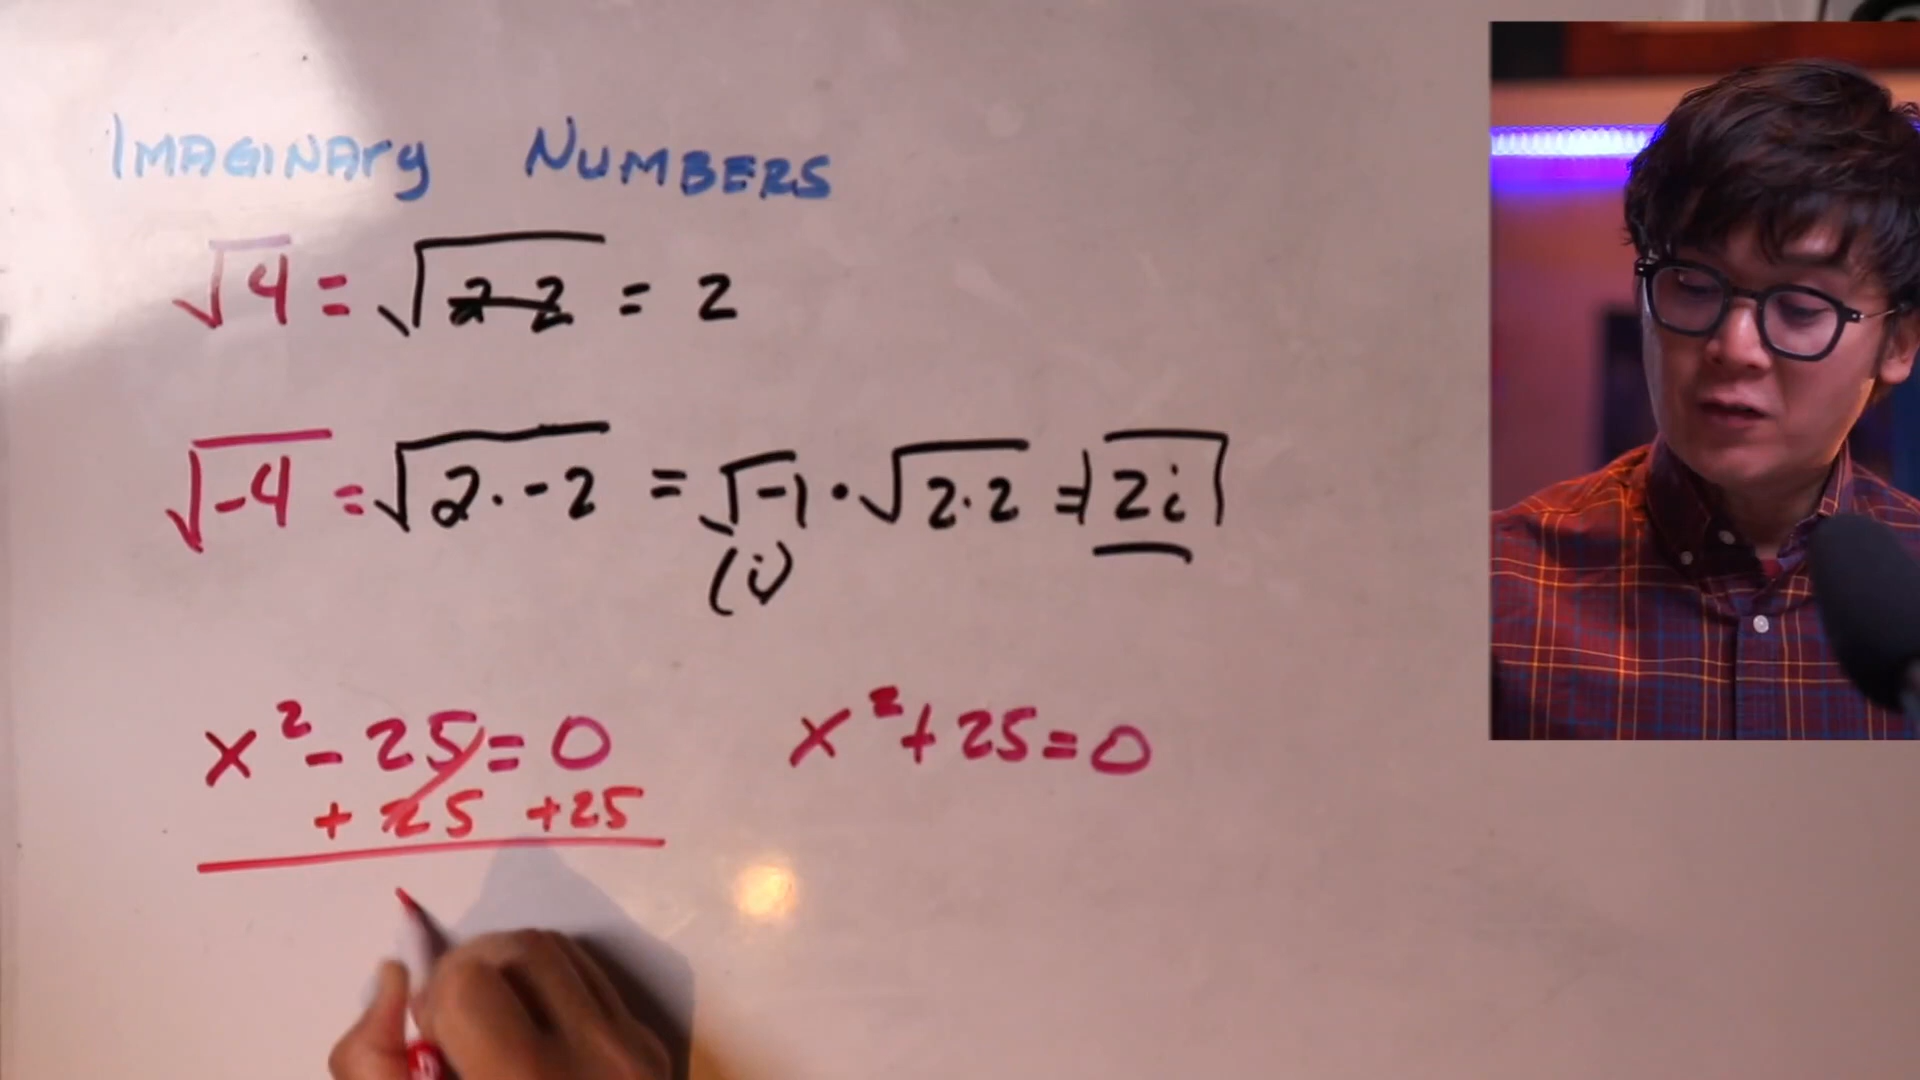 IMAGINARY NUMBERS
√4 = √2·2 = 2
√-4 = √2·-2 = √-1 · √2·2 = 2i
(i)
x² - 25 = 0 x² + 25 = 0
+ 25 +25